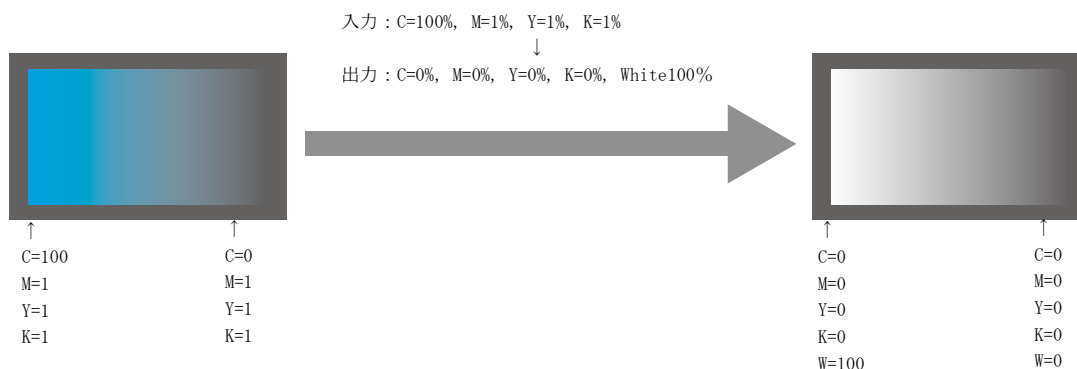 入力：C=100%, M=1%, Y=1%, K=1%
↓
出力：C=0%, M=0%, Y=0%, K=0%, White100％
↑
C=100
M=1
Y=1
K=1
↑
C=0
M=1
Y=1
K=1
↑
C=0
M=0
Y=0
K=0
W=100
↑
C=0
M=0
Y=0
K=0
W=0